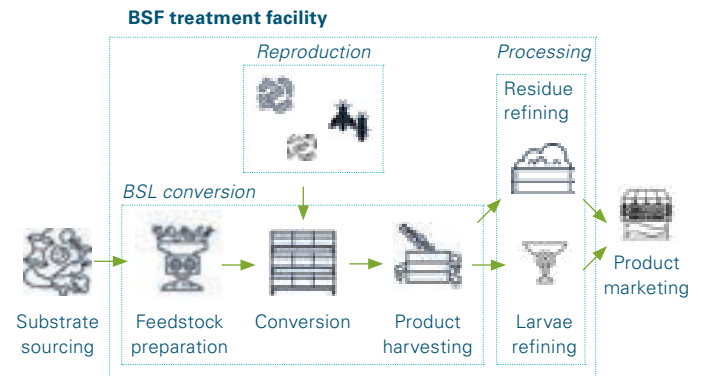 BSF treatment facility
Reproduction
Processing
Residue
refining
BSL conversion
Substrate
sourcing
Feedstock
preparation
Conversion
Product
harvesting
Larvae
refining
Product
marketing